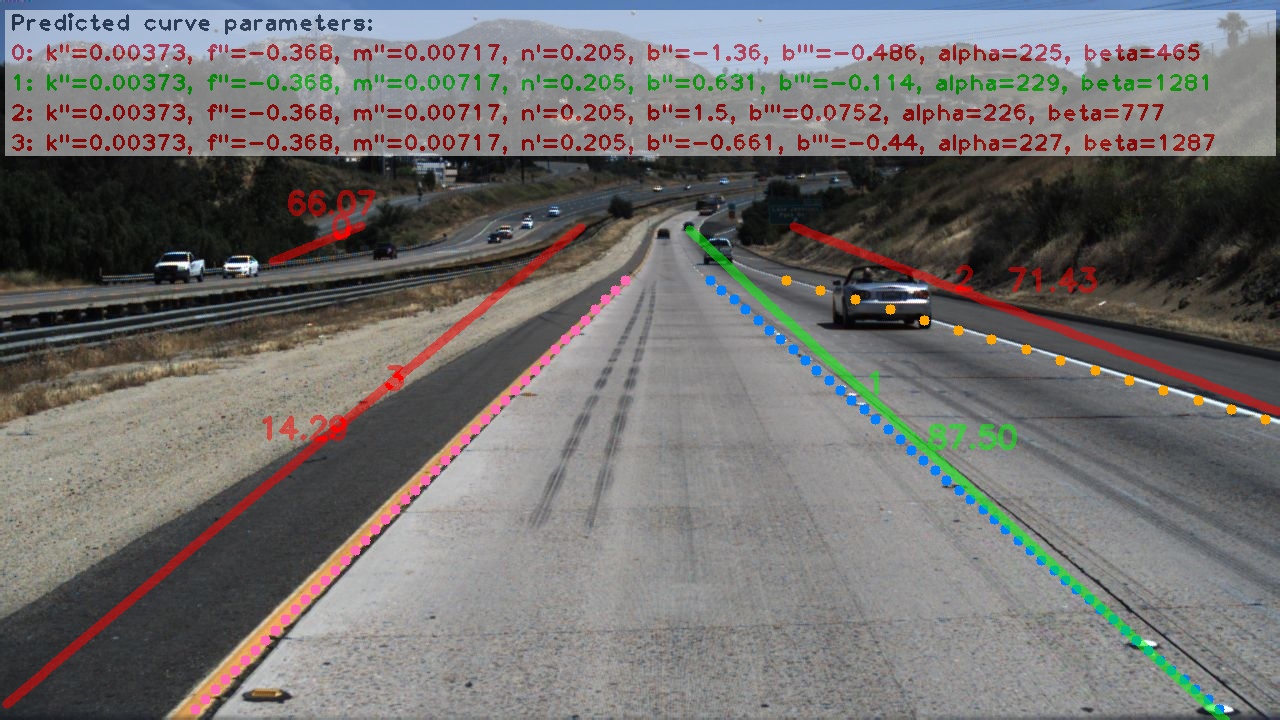 Predicted curve parameters:
0: k''=0.00373, f''=-0.368, m''=0.00717, n'=0.205, b''=-1.36, b'''=-0.486, alpha=225, beta=465
1: k''=0.00373, f''=-0.368, m''=0.00717, n'=0.205, b''=0.631, b'''=-0.114, alpha=229, beta=1281
2: k''=0.00373, f''=-0.368, m''=0.00717, n'=0.205, b''=1.5, b'''=0.0752, alpha=226, beta=777
3: k''=0.00373, f''=-0.368, m''=0.00717, n'=0.205, b''=-0.661, b'''=-0.44, alpha=227, beta=1287
66.07
0
2 71.43
3
1
14.29
87.50